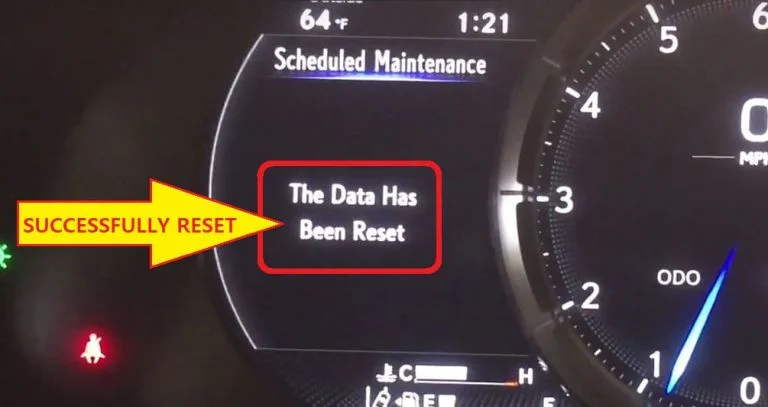 64 °F
1:21
Scheduled Maintenance
The Data Has
Been Reset
SUCCESSFULLY RESET
C
H
E
F
6
5
4
3
2
1
0
0
ODO